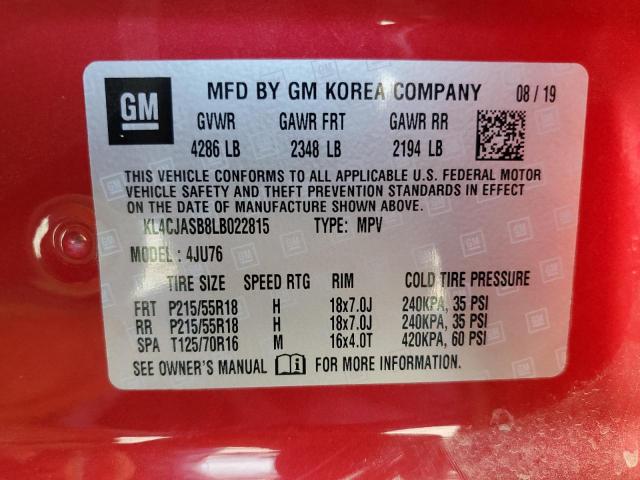 GM
MFD BY GM KOREA COMPANY 08 / 19
GVWR GAWR FRT GAWR RR
4286 LB 2348 LB 2194 LB
THIS VEHICLE CONFORMS TO ALL APPLICABLE U.S. FEDERAL MOTOR
VEHICLE SAFETY AND THEFT PREVENTION STANDARDS IN EFFECT
ON THE DATE OF MANUFACTURE SHOWN ABOVE.
KL4CJASB8LB022815 TYPE: MPV
MODEL : 4JU76
TIRE SIZE SPEED RTG RIM COLD TIRE PRESSURE
FRT P215/55R18 H 18x7.0J 240KPA, 35 PSI
RR P215/55R18 H 18x7.0J 240KPA, 35 PSI
SPA T125/70R16 M 16x4.0T 420KPA, 60 PSI
SEE OWNER'S MANUAL FOR MORE INFORMATION.